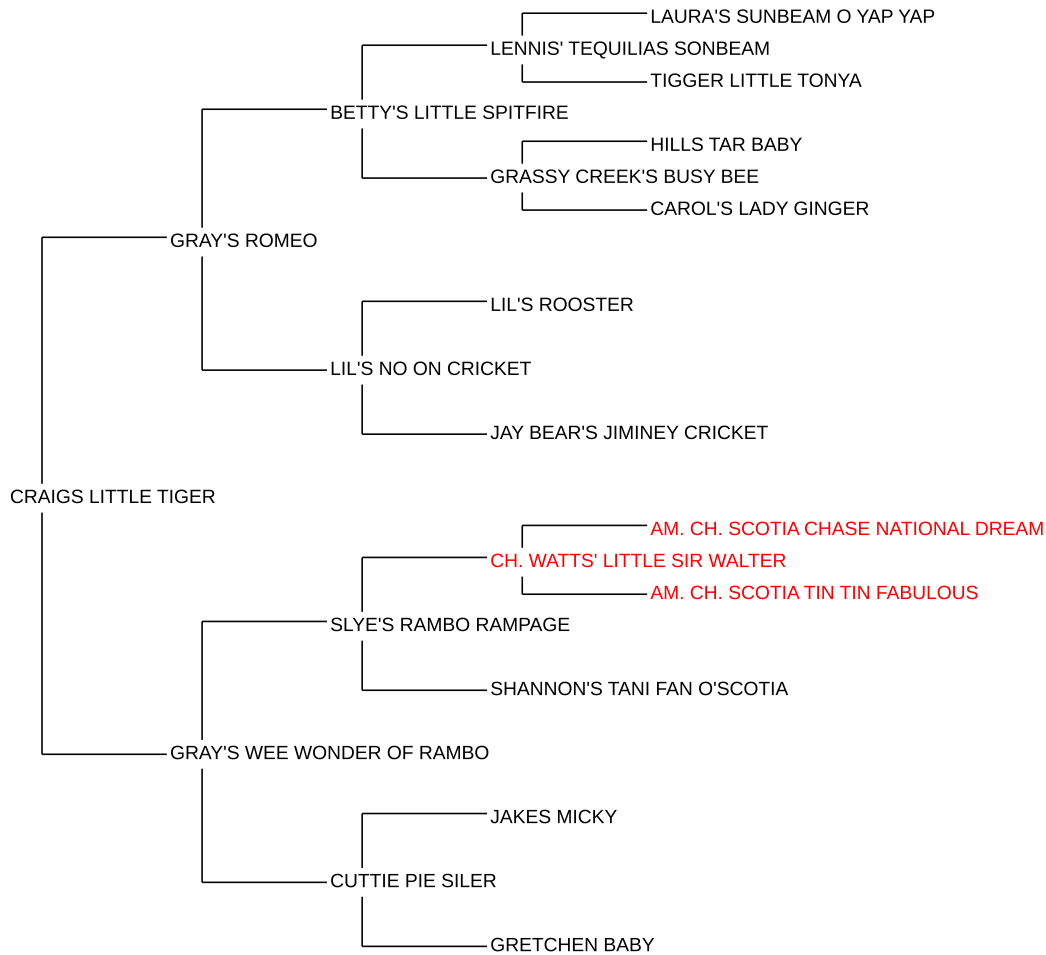 LAURA'S SUNBEAM O YAP YAP
LENNIS' TEQUILIAS SONBEAM
TIGGER LITTLE TONYA
BETTY'S LITTLE SPITFIRE
HILLS TAR BABY
GRASSY CREEK'S BUSY BEE
CAROL'S LADY GINGER
GRAY'S ROMEO
LIL'S ROOSTER
LIL'S NO ON CRICKET
JAY BEAR'S JIMINEY CRICKET
CRAIGS LITTLE TIGER
AM. CH. SCOTIA CHASE NATIONAL DREAM
CH. WATTS' LITTLE SIR WALTER
AM. CH. SCOTIA TIN TIN FABULOUS
SLYE'S RAMBO RAMPAGE
SHANNON'S TANI FAN O'SCOTIA
GRAY'S WEE WONDER OF RAMBO
JAKES MICKY
CUTTIE PIE SILER
GRETCHEN BABY